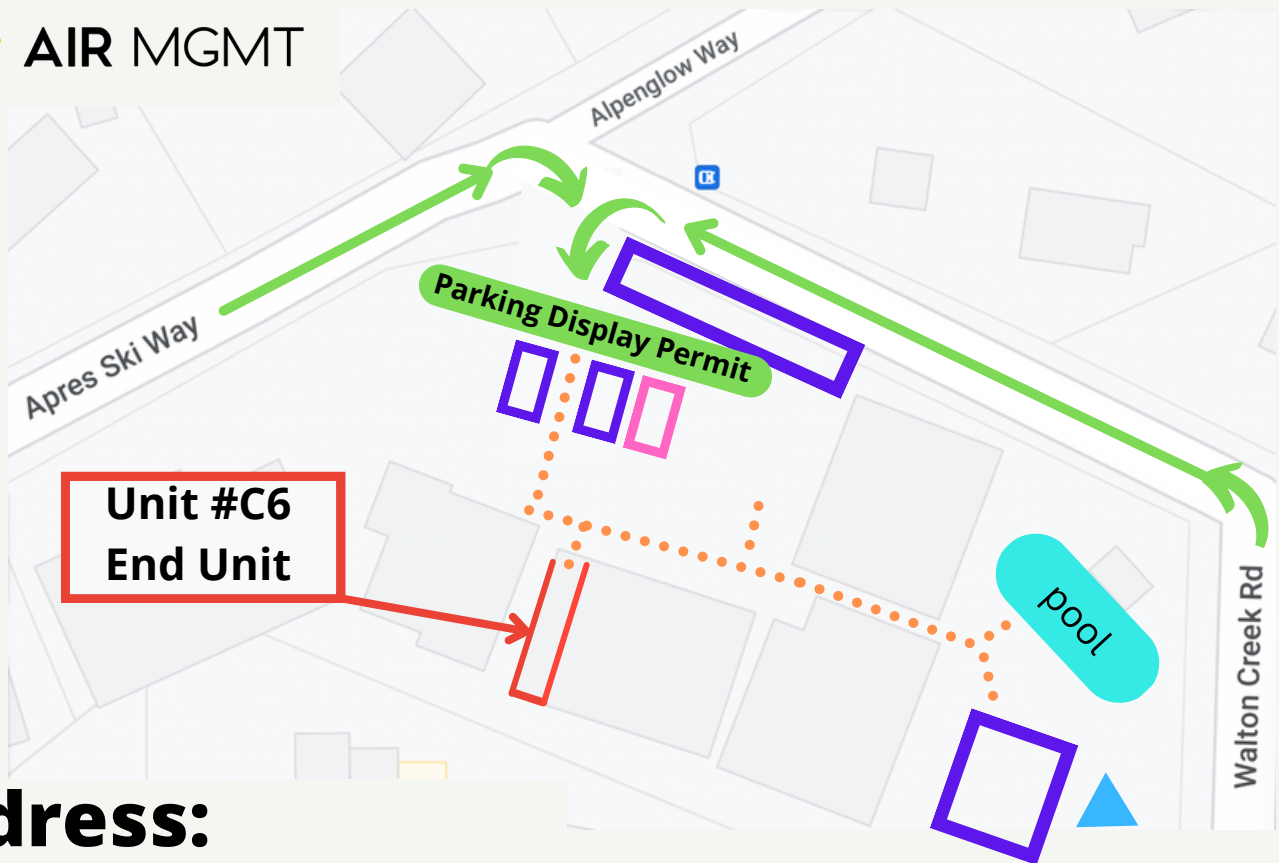 AIR MGMT
Alpenglow Way
Parking Display Permit
Apres Ski Way
Unit #C6
End Unit
pool
Walton Creek Rd
dress: